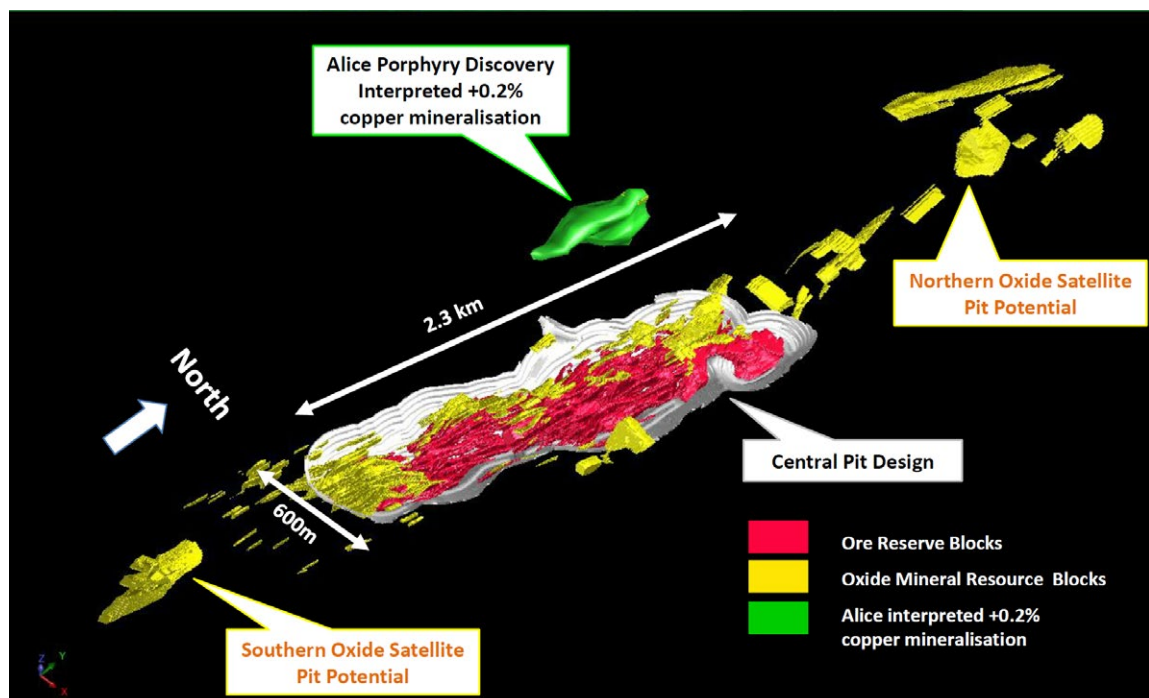 Alice Porphyry Discovery
Interpreted +0.2%
copper mineralisation
2.3 km
Northern Oxide Satellite
Pit Potential
North
Central Pit Design
600m
Ore Reserve Blocks
Oxide Mineral Resource Blocks
Alice interpreted +0.2%
copper mineralisation
Southern Oxide Satellite
Pit Potential
Z
Y
X